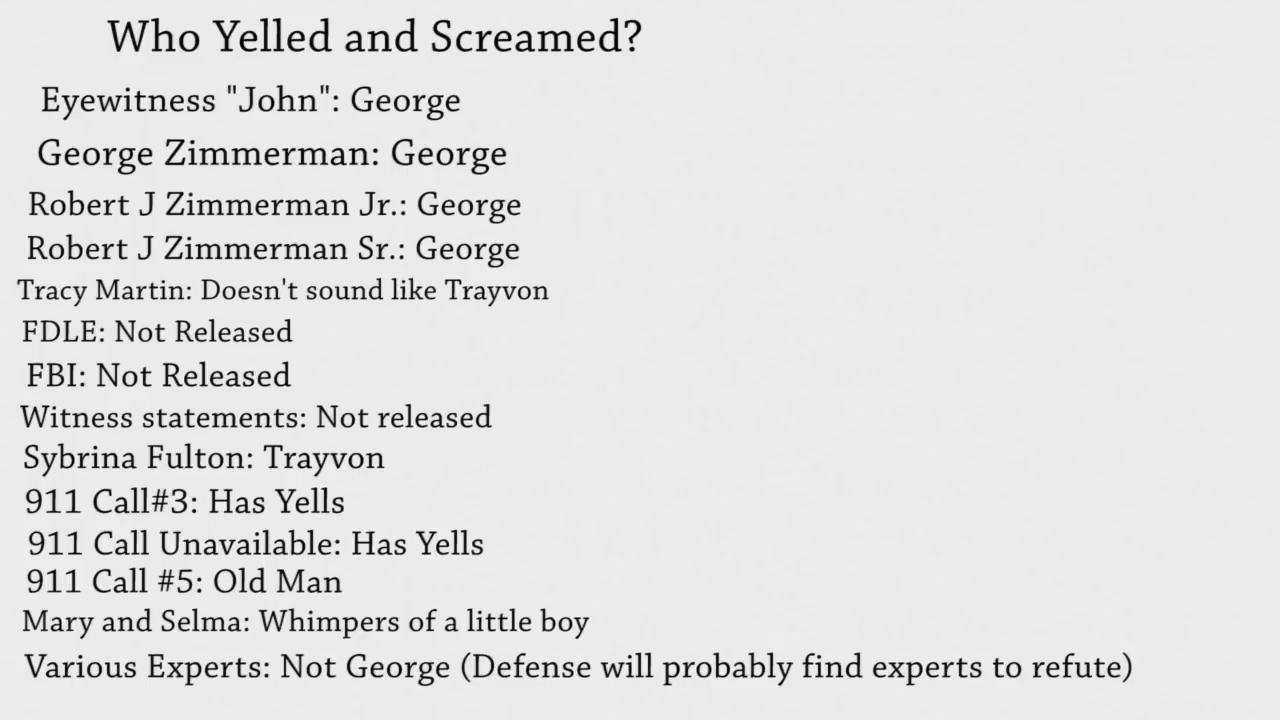 Who Yelled and Screamed?
Eyewitness "John": George
George Zimmerman: George
Robert J Zimmerman Jr.: George
Robert J Zimmerman Sr.: George
Tracy Martin: Doesn't sound like Trayvon
FDLE: Not Released
FBI: Not Released
Witness statements: Not released
Sybrina Fulton: Trayvon
911 Call#3: Has Yells
911 Call Unavailable: Has Yells
911 Call #5: Old Man
Mary and Selma: Whimpers of a little boy
Various Experts: Not George (Defense will probably find experts to refute)